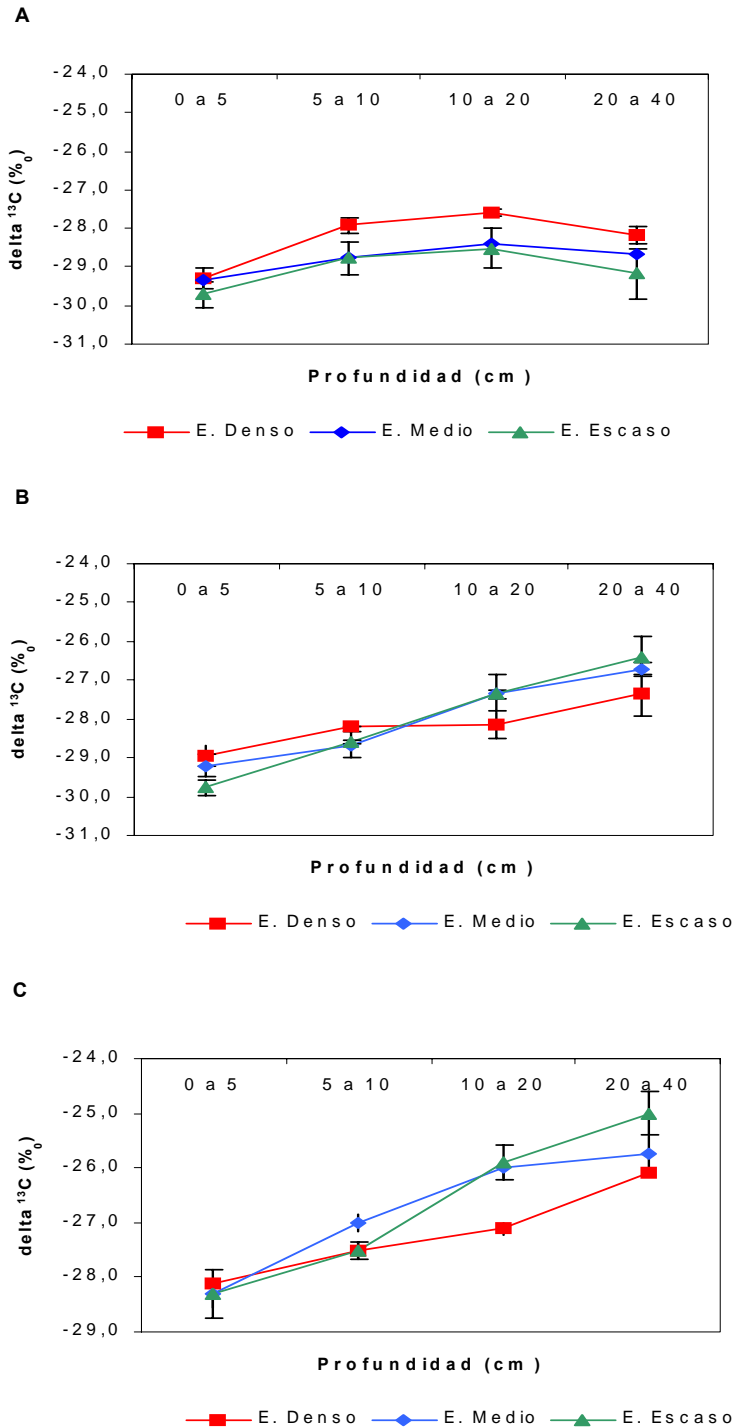 A
-24,0
0 a 5 5 a 10 10 a 20 20 a 40
-25,0
-26,0
-27,0
-28,0
-29,0
-30,0
-31,0
delta ¹³C (%₀)
Profundidad (cm)
E. Denso E. Medio E. Escaso
B
-24,0
0 a 5 5 a 10 10 a 20 20 a 40
-25,0
-26,0
-27,0
-28,0
-29,0
-30,0
-31,0
delta ¹³C (%₀)
Profundidad (cm)
E. Denso E. Medio E. Escaso
C
-24,0
0 a 5 5 a 10 10 a 20 20 a 40
-25,0
-26,0
-27,0
-28,0
-29,0
delta ¹³C (%₀)
Profundidad (cm)
E. Denso E. Medio E. Escaso